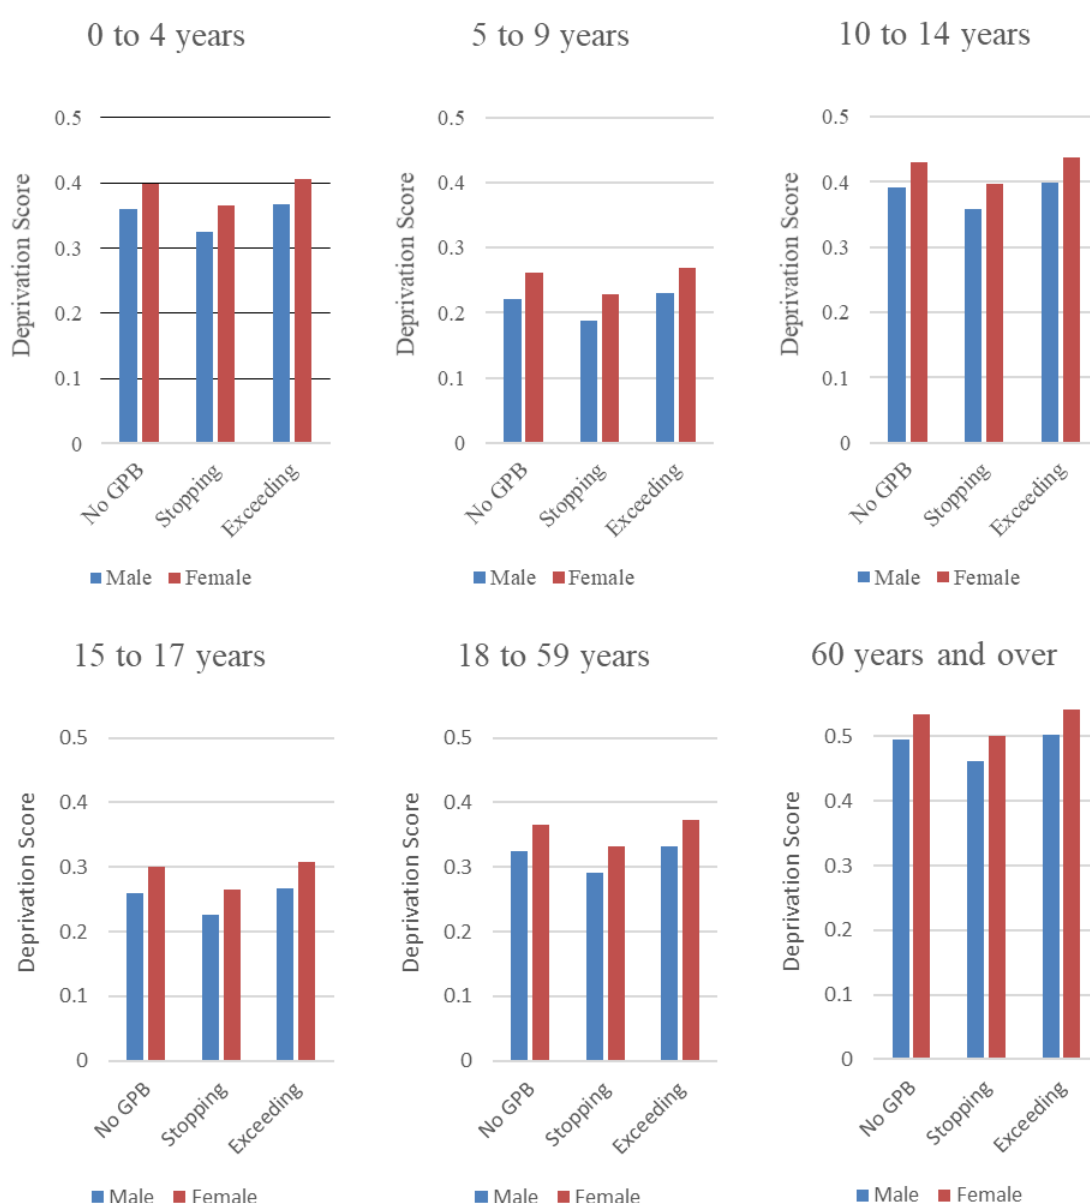 0 to 4 years
0.5
0.4
0.3
0.2
0.1
0
Deprivation Score
No GPB
Stopping
Exceeding
Male Female
5 to 9 years
0.5
0.4
0.3
0.2
0.1
0
Deprivation Score
No GPB
Stopping
Exceeding
Male Female
10 to 14 years
0.5
0.4
0.3
0.2
0.1
0
Deprivation Score
No GPB
Stopping
Exceeding
Male Female
15 to 17 years
0.5
0.4
0.3
0.2
0.1
0
Deprivation Score
No GPB
Stopping
Exceeding
Male Female
18 to 59 years
0.5
0.4
0.3
0.2
0.1
0
Deprivation Score
No GPB
Stopping
Exceeding
Male Female
60 years and over
0.5
0.4
0.3
0.2
0.1
0
Deprivation Score
No GPB
Stopping
Exceeding
Male Female